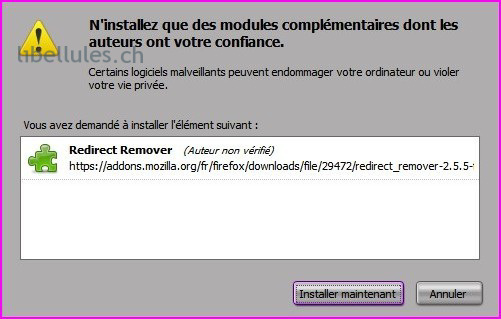 N'installez que des modules complémentaires dont les
auteurs ont votre confiance.
libellules.ch
Certains logiciels malveillants peuvent endommager votre ordinateur ou violer
votre vie privée.
Vous avez demandé à installer l'élément suivant :
Redirect Remover (Auteur non vérifié)
https://addons.mozilla.org/fr/firefox/downloads/file/29472/redirect_remover-2.5.5-
Installer maintenant Annuler